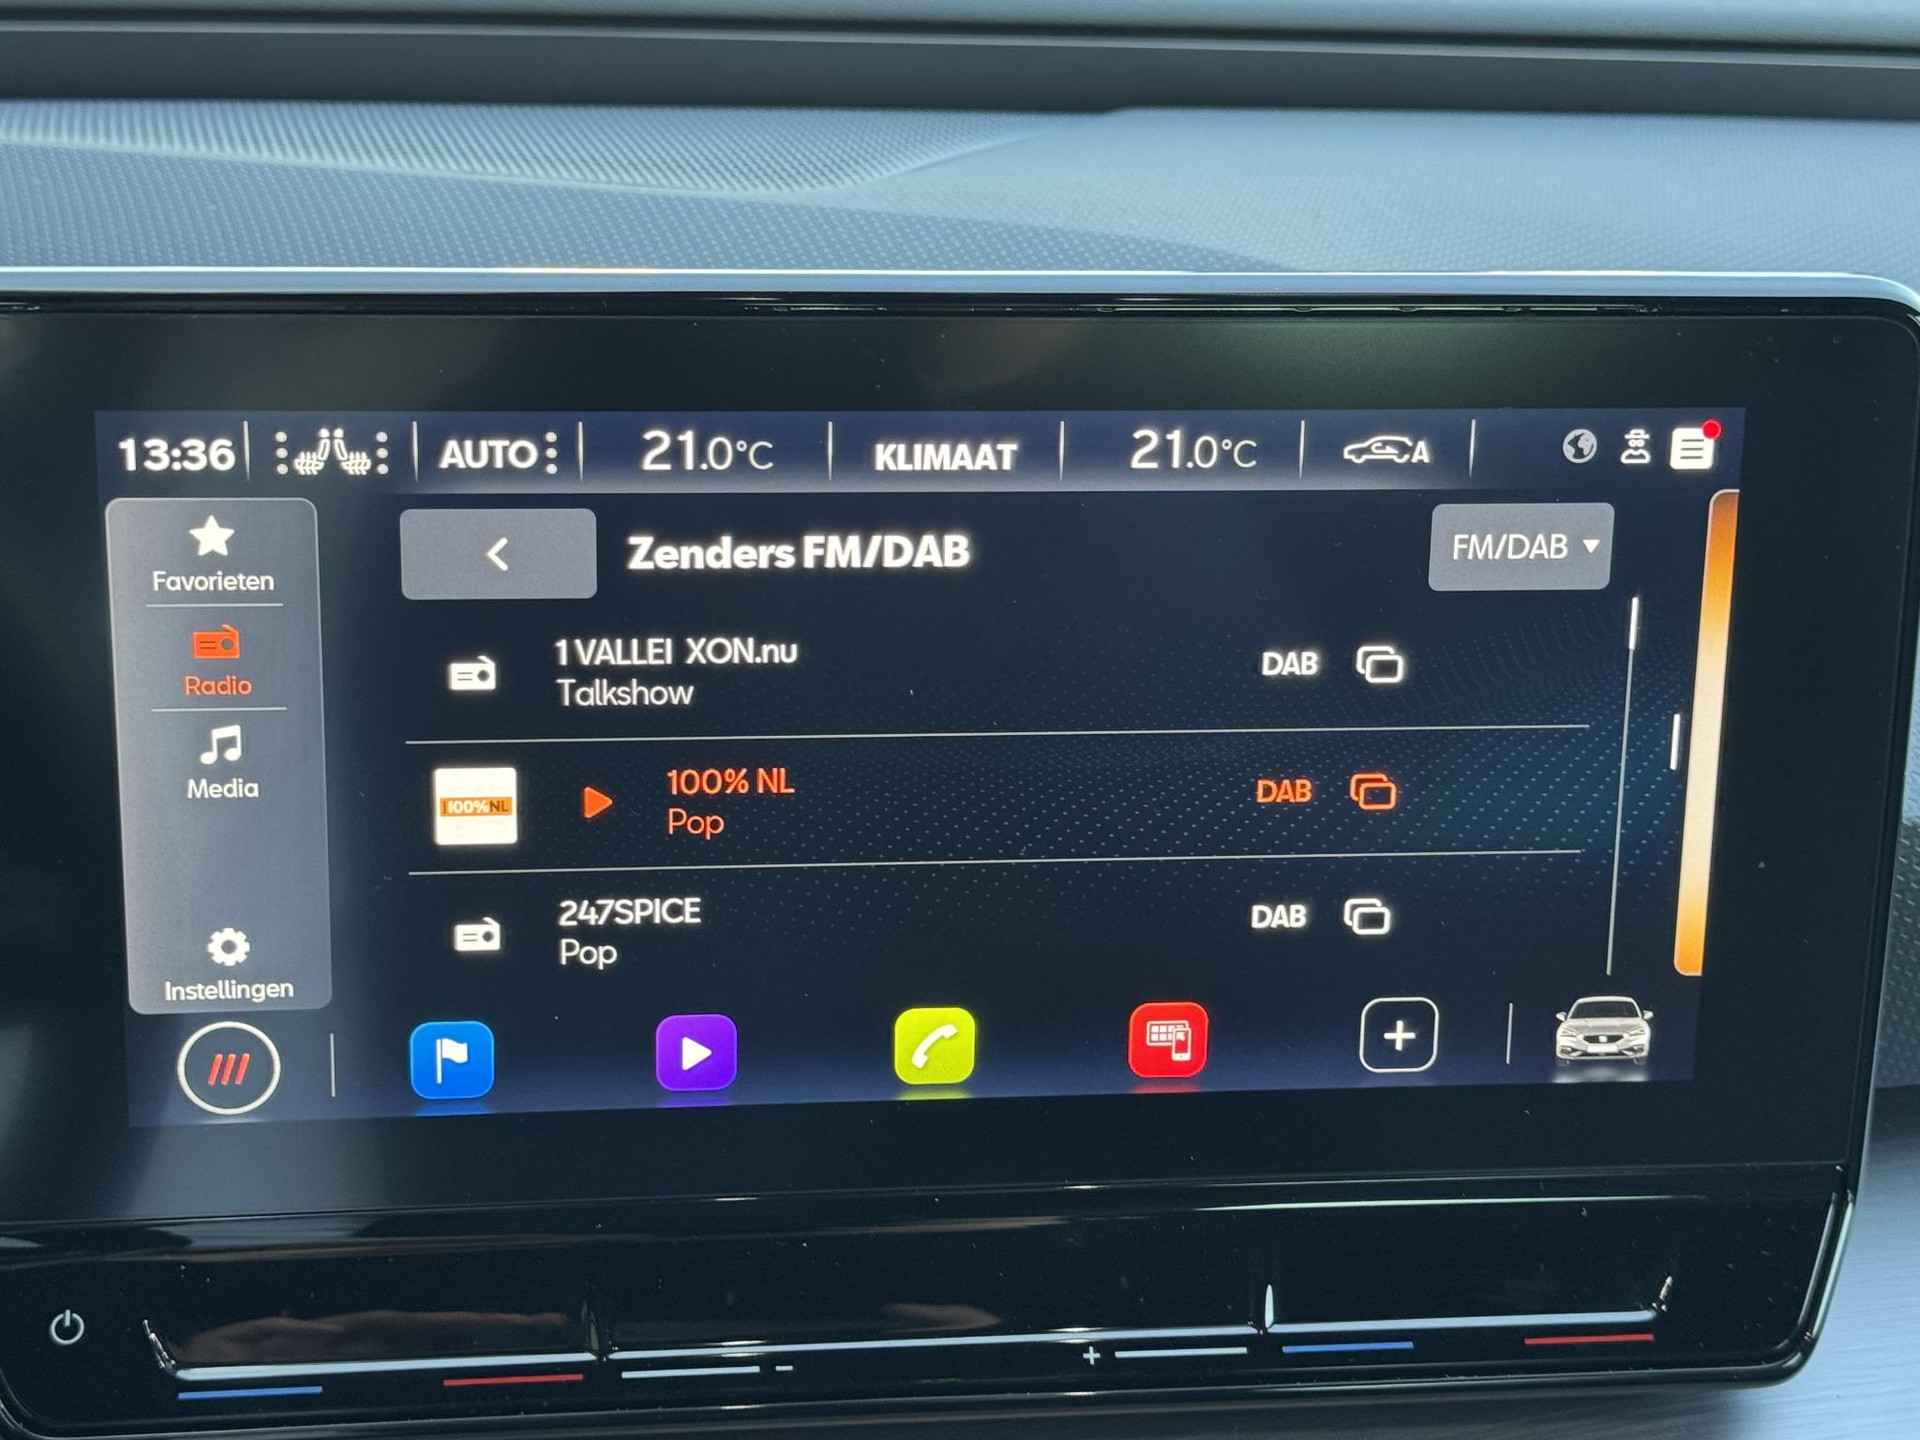 13:36
AUTO
21.0°C
KLIMAAT
21.0°C
A
Favorieten
Radio
Media
Instellingen
Zenders FM/DAB
FM/DAB
1 VALLEI XON.nu
Talkshow
DAB
100%NL
100% NL
Pop
DAB
247SPICE
Pop
DAB
- +